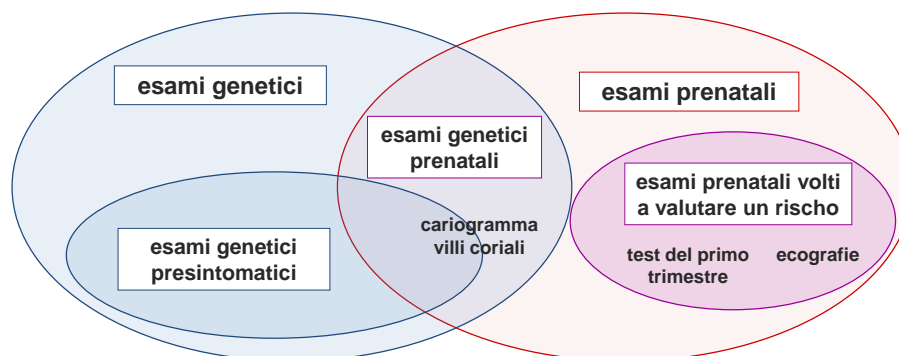 esami genetici
esami prenatali
esami genetici
prenatali
esami prenatali volti
a valutare un rischo
cariogramma
villi coriali
esami genetici
presintomatici
test del primo
trimestre
ecografie